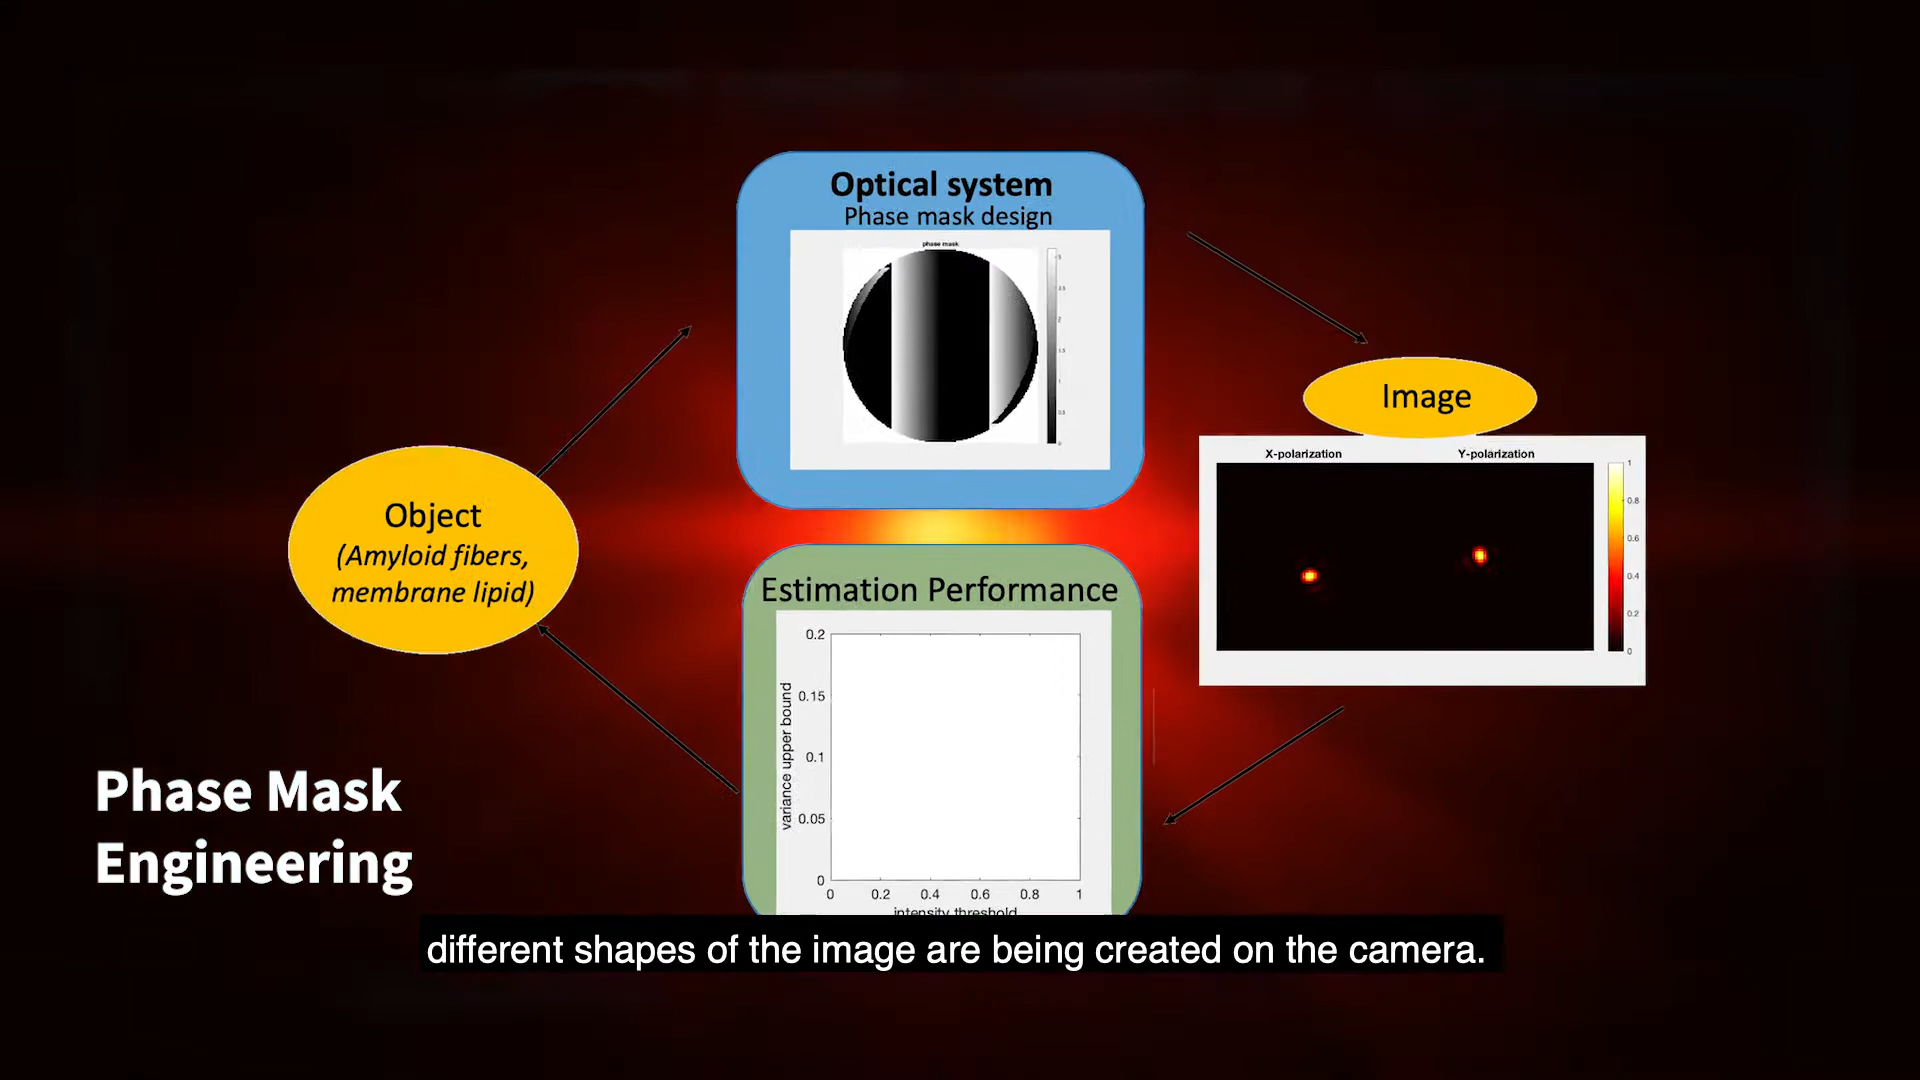 Optical system
Phase mask design
phase mask
Image
X-polarization
Y-polarization
1
0.8
0.6
0.4
0.2
0
Object
(Amyloid fibers,
membrane lipid)
Estimation Performance
variance upper bound
0.2
0.15
0.1
0.05
0
0
0.2
0.4
0.6
0.8
1
intensity threshold
Phase Mask
Engineering
different shapes of the image are being created on the camera.